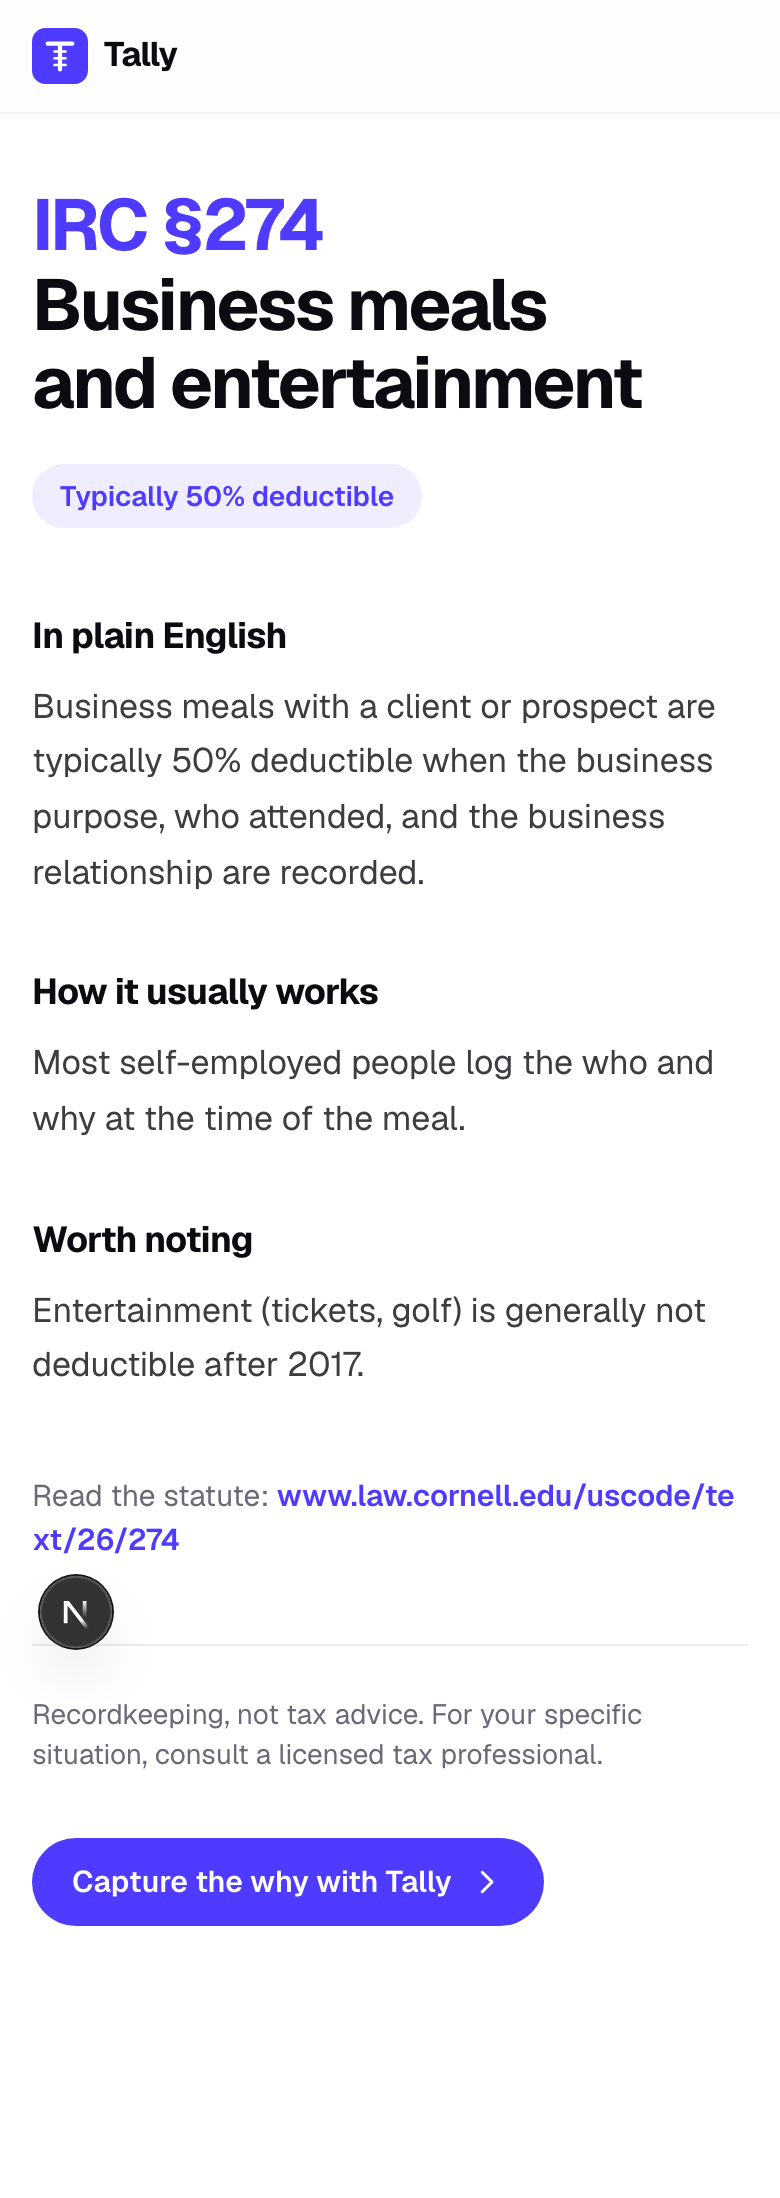 Tally
IRC §274
Business meals
and entertainment
Typically 50% deductible
In plain English
Business meals with a client or prospect are
typically 50% deductible when the business
purpose, who attended, and the business
relationship are recorded.
How it usually works
Most self-employed people log the who and
why at the time of the meal.
Worth noting
Entertainment (tickets, golf) is generally not
deductible after 2017.
Read the statute: www.law.cornell.edu/uscode/te
xt/26/274
N
Recordkeeping, not tax advice. For your specific
situation, consult a licensed tax professional.
Capture the why with Tally